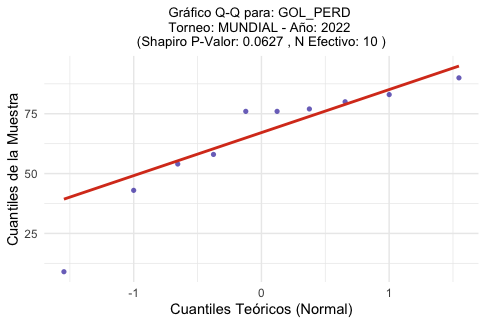 Gráfico Q-Q para: GOL_PERD
Torneo: MUNDIAL - Año: 2022
(Shapiro P-Valor: 0.0627 , N Efectivo: 10 )
Cuantiles de la Muestra
75
50
25
-1
0
1
Cuantiles Teóricos (Normal)